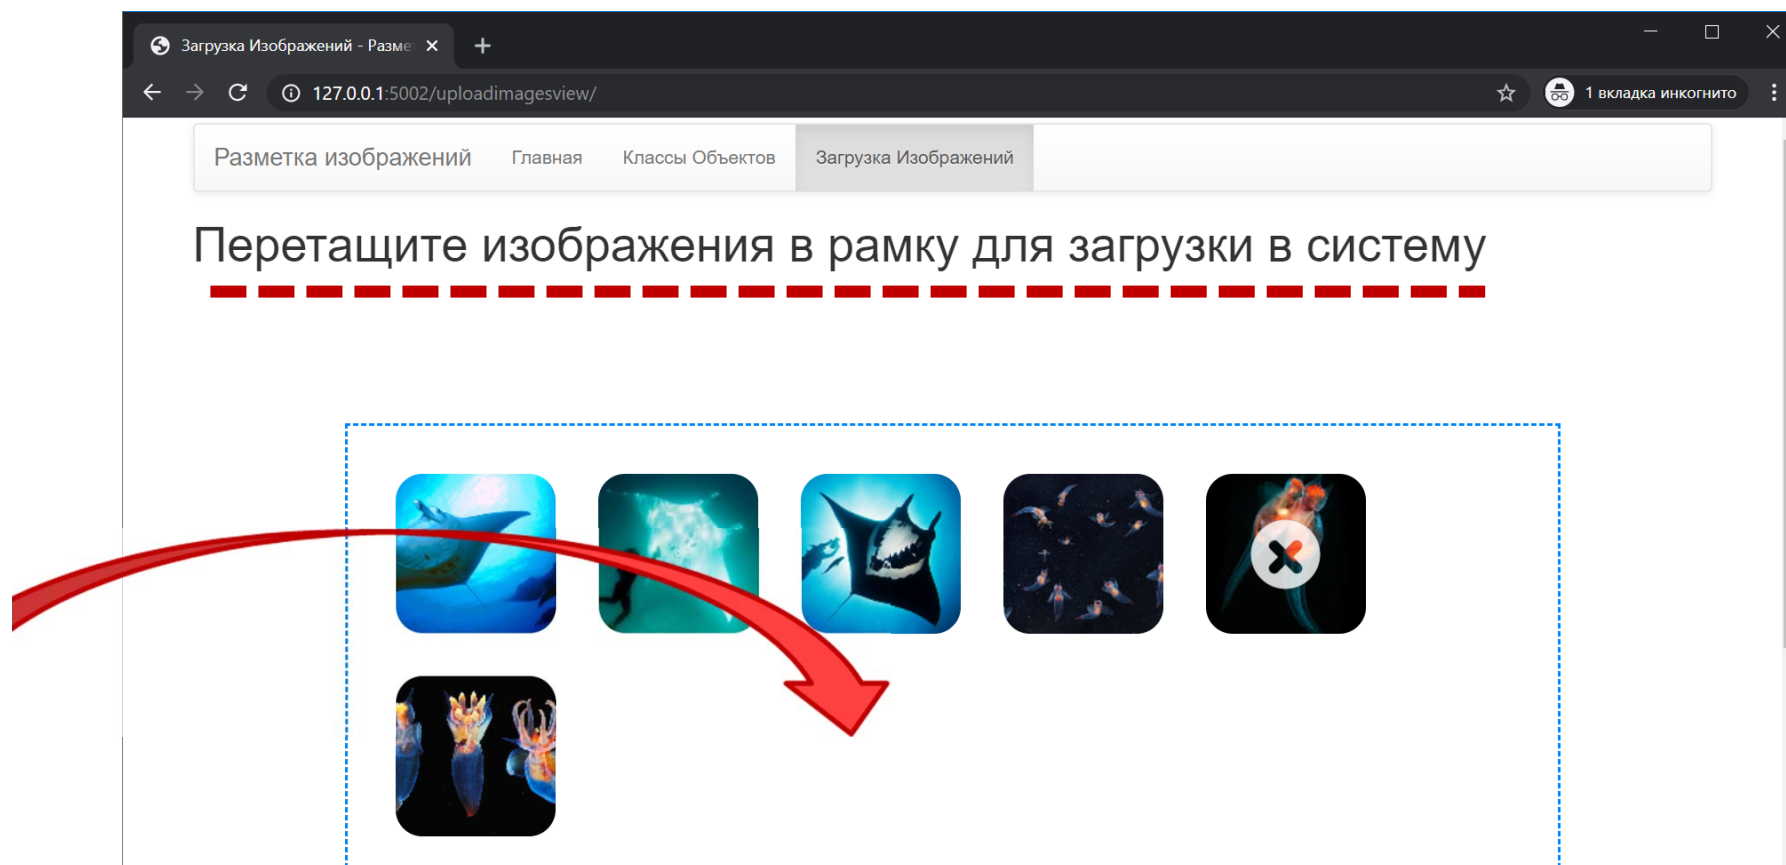 Загрузка Изображений - Разме
127.0.0.1:5002/uploadimagesview/
1 вкладка инкогнито
Разметка изображений Главная Классы Объектов Загрузка Изображений
Перетащите изображения в рамку для загрузки в систему